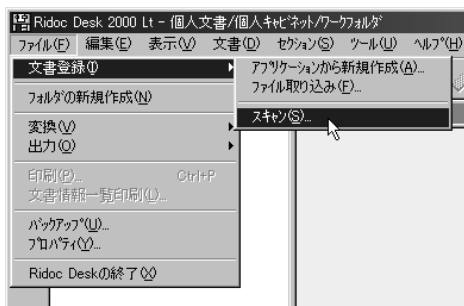 Ridoc Desk 2000 Lt - 個人文書/個人ｷｬﾋﾞﾈｯﾄ/ﾜｰｸﾌｫﾙﾀﾞ
ﾌｧｲﾙ(F) 編集(E) 表示(V) 文書(D) ｾｸｼｮﾝ(S) ﾂｰﾙ(U) ﾍﾙﾌﾟ(H)
文書登録(I)
ｱﾌﾟﾘｹｰｼｮﾝから新規作成(A)...
ﾌｧｲﾙ取り込み(F)...
ｽｷｬﾝ(S)...
ﾌｫﾙﾀﾞの新規作成(N)
変換(V)
出力(O)
印刷(P)... Ctrl+P
文書情報一覧印刷(L)...
ﾊﾞｯｸｱｯﾌﾟ(U)...
ﾌﾟﾛﾊﾟﾃｨ(Y)...
Ridoc Deskの終了(X)